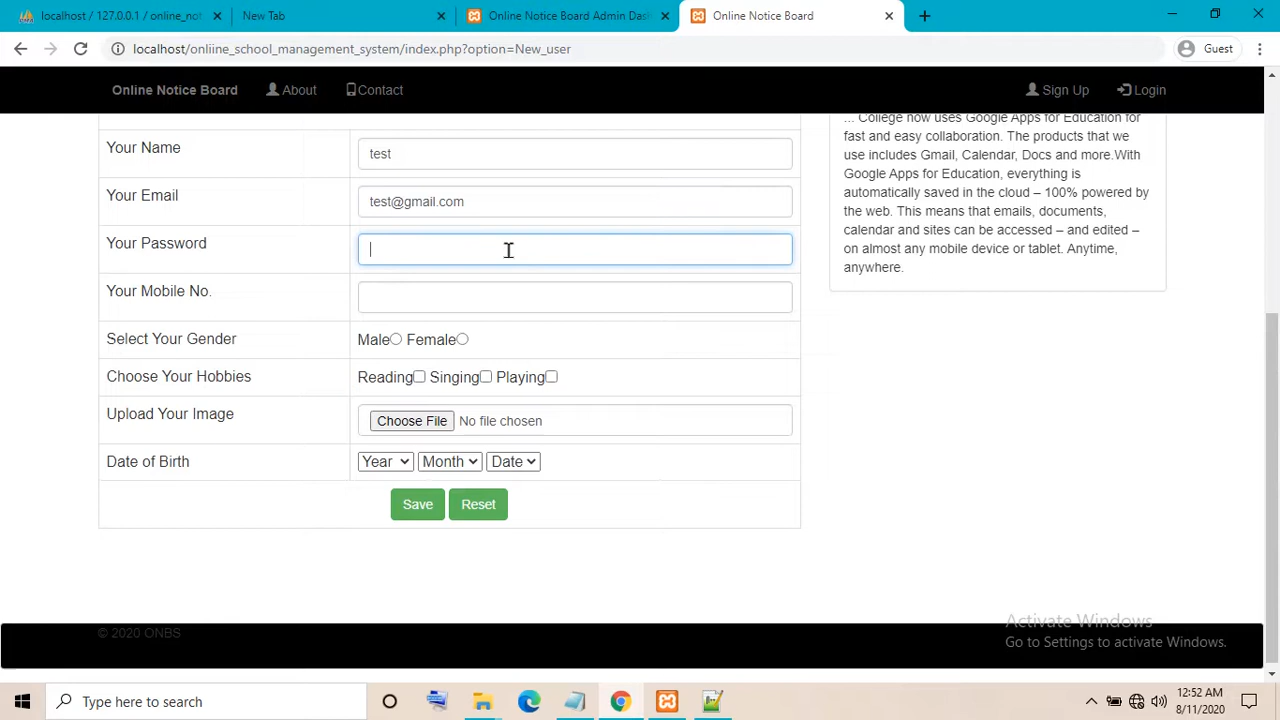 localhost / 127.0.0.1 / online_not
New Tab
Online Notice Board Admin Das
Online Notice Board
localhost/onliine_school_management_system/index.php?option=New_user
Guest
Online Notice Board
About
Contact
Sign Up
Login
... College now uses Google Apps for Education for
fast and easy collaboration. The products that we
use includes Gmail, Calendar, Docs and more.With
Google Apps for Education, everything is
automatically saved in the cloud – 100% powered by
the web. This means that emails, documents,
calendar and sites can be accessed – and edited –
on almost any mobile device or tablet. Anytime,
anywhere.
Your Name
test
Your Email
test@gmail.com
Your Password
Your Mobile No.
Select Your Gender
Male Female
Choose Your Hobbies
Reading Singing Playing
Upload Your Image
Choose File No file chosen
Date of Birth
Year Month Date
Save Reset
© 2020 ONBS
Activate Windows
Go to Settings to activate Windows.
Type here to search
12:52 AM
8/11/2020